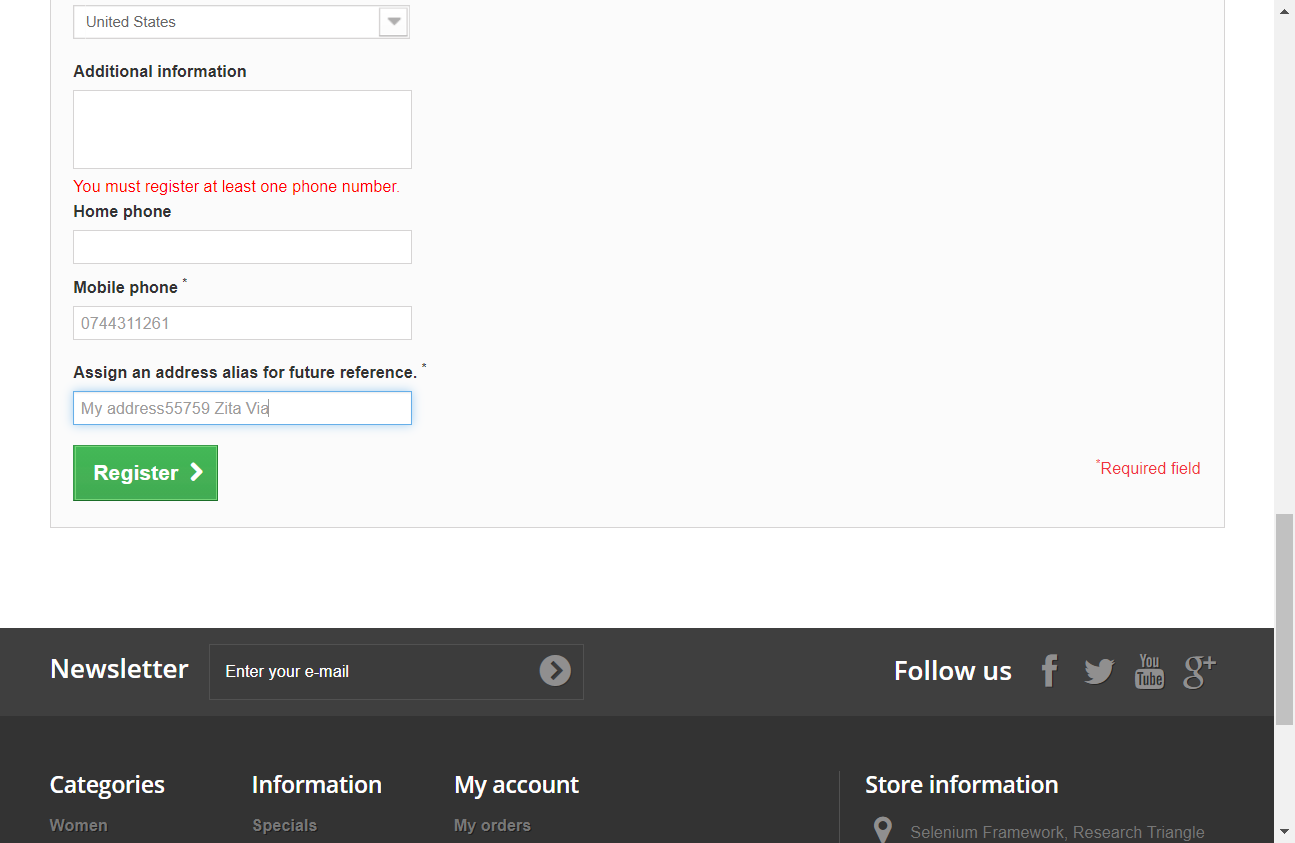 United States
Additional information
You must register at least one phone number.
Home phone
Mobile phone *
0744311261
Assign an address alias for future reference. *
My address55759 Zita Via
Register
*Required field
Newsletter
Enter your e-mail
Follow us
You Tube
g+
Categories
Information
My account
Store information
Women
Specials
My orders
Selenium Framework, Research Triangle